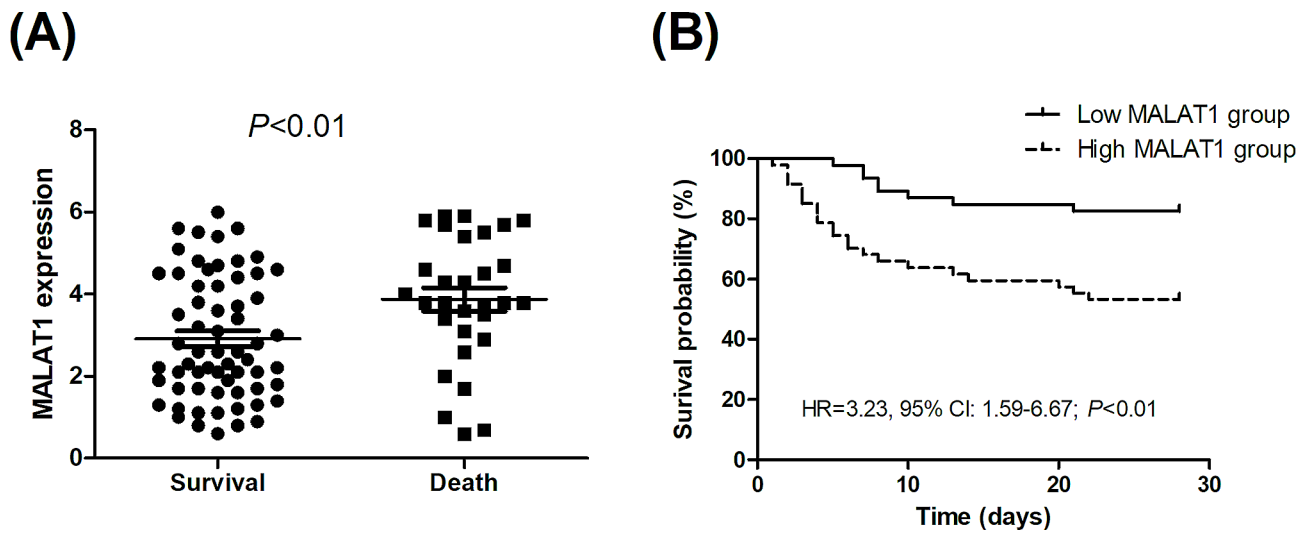 (A)
P<0.01
MALAT1 expression
8
6
4
2
0
Survival
Death
(B)
Low MALAT1 group
High MALAT1 group
Surival probability (%)
100
80
60
40
20
0
HR=3.23, 95% CI: 1.59-6.67; P<0.01
0
10
20
30
Time (days)